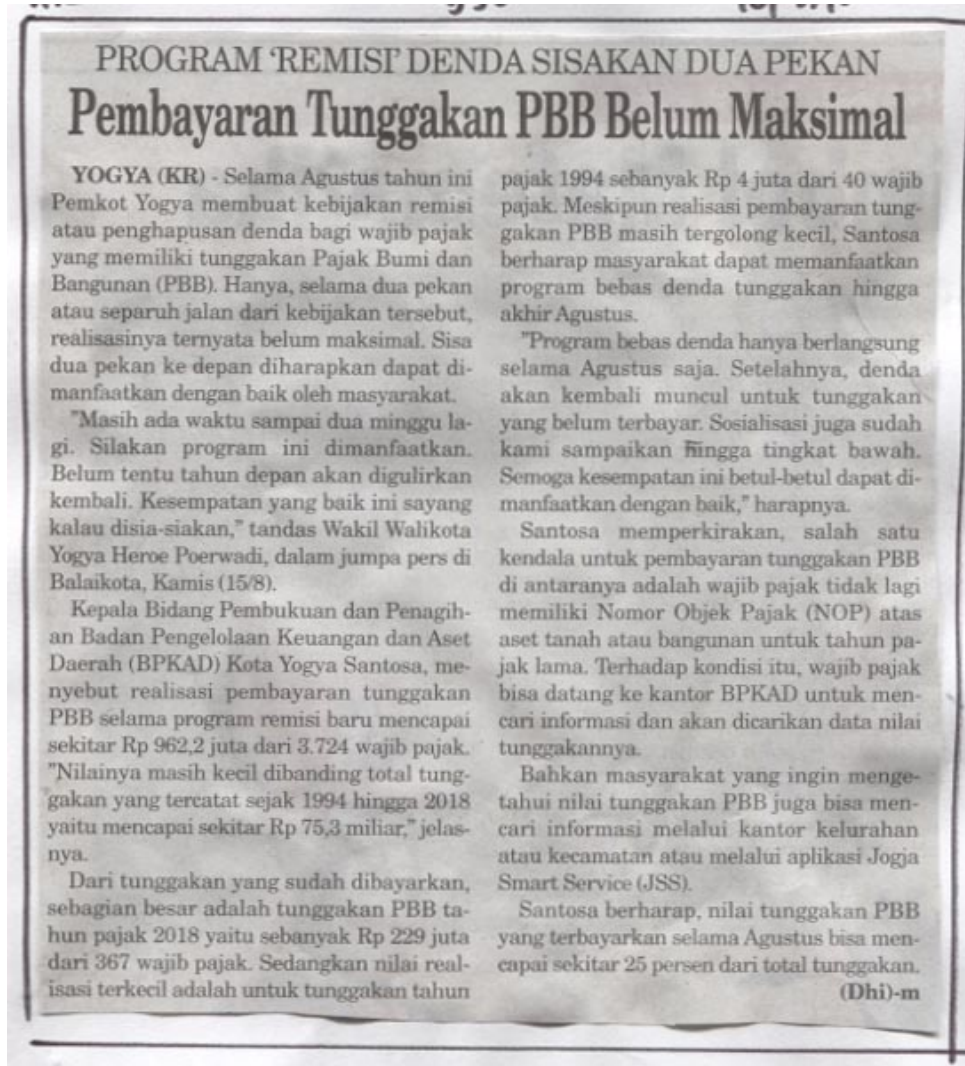 PROGRAM 'REMISI' DENDA SISAKAN DUA PEKAN
Pembayaran Tunggakan PBB Belum Maksimal
YOGYA (KR) - Selama Agustus tahun ini
Pemkot Yogya membuat kebijakan remisi
atau penghapusan denda bagi wajib pajak
yang memiliki tunggakan Pajak Bumi dan
Bangunan (PBB). Hanya, selama dua pekan
atau separuh jalan dari kebijakan tersebut,
realisasinya ternyata belum maksimal. Sisa
dua pekan ke depan diharapkan dapat di-
manfaatkan dengan baik oleh masyarakat.
"Masih ada waktu sampai dua minggu la-
gi. Silakan program ini dimanfaatkan.
Belum tentu tahun depan akan digulirkan
kembali. Kesempatan yang baik ini sayang
kalau disia-siakan," tandas Wakil Walikota
Yogya Heroe Poerwadi, dalam jumpa pers di
Balaikota, Kamis (15/8).
Kepala Bidang Pembukuan dan Penagih-
an Badan Pengelolaan Keuangan dan Aset
Daerah (BPKAD) Kota Yogya Santosa, me-
nyebut realisasi pembayaran tunggakan
PBB selama program remisi baru mencapai
sekitar Rp 962,2 juta dari 3.724 wajib pajak.
"Nilainya masih kecil dibanding total tung-
gakan yang tercatat sejak 1994 hingga 2018
yaitu mencapai sekitar Rp 75,3 miliar," jelas-
nya.
Dari tunggakan yang sudah dibayarkan,
sebagian besar adalah tunggakan PBB ta-
hun pajak 2018 yaitu sebanyak Rp 229 juta
dari 367 wajib pajak. Sedangkan nilai real-
isasi terkecil adalah untuk tunggakan tahun
pajak 1994 sebanyak Rp 4 juta dari 40 wajib
pajak. Meskipun realisasi pembayaran tung-
gakan PBB masih tergolong kecil, Santosa
berharap masyarakat dapat memanfaatkan
program bebas denda tunggakan hingga
akhir Agustus.
"Program bebas denda hanya berlangsung
selama Agustus saja. Setelahnya, denda
akan kembali muncul untuk tunggakan
yang belum terbayar. Sosialisasi juga sudah
kami sampaikan hingga tingkat bawah.
Semoga kesempatan ini betul-betul dapat di-
manfaatkan dengan baik," harapnya.
Santosa memperkirakan, salah satu
kendala untuk pembayaran tunggakan PBB
di antaranya adalah wajib pajak tidak lagi
memiliki Nomor Objek Pajak (NOP) atas
aset tanah atau bangunan untuk tahun pa-
jak lama. Terhadap kondisi itu, wajib pajak
bisa datang ke kantor BPKAD untuk men-
cari informasi dan akan dicarikan data nilai
tunggakannya.
Bahkan masyarakat yang ingin menge-
tahui nilai tunggakan PBB juga bisa men-
cari informasi melalui kantor kelurahan
atau kecamatan atau melalui aplikasi Jogja
Smart Service (JSS).
Santosa berharap, nilai tunggakan PBB
yang terbayarkan selama Agustus bisa men-
capai sekitar 25 persen dari total tunggakan.
(Dhi)-m